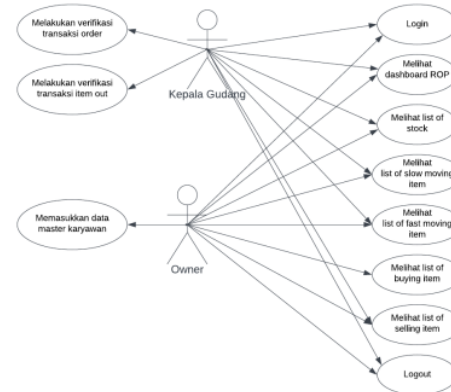 Melakukan verifikasi
transaksi order
Melakukan verifikasi
transaksi item out
Kepala Gudang
Memasukkan data
master karyawan
Owner
Login
Melihat
dashboard ROP
Melihat list of
stock
Melihat
list of slow moving
item
Melihat
list of fast moving
item
Melihat list of
buying item
Melihat list of
selling item
Logout